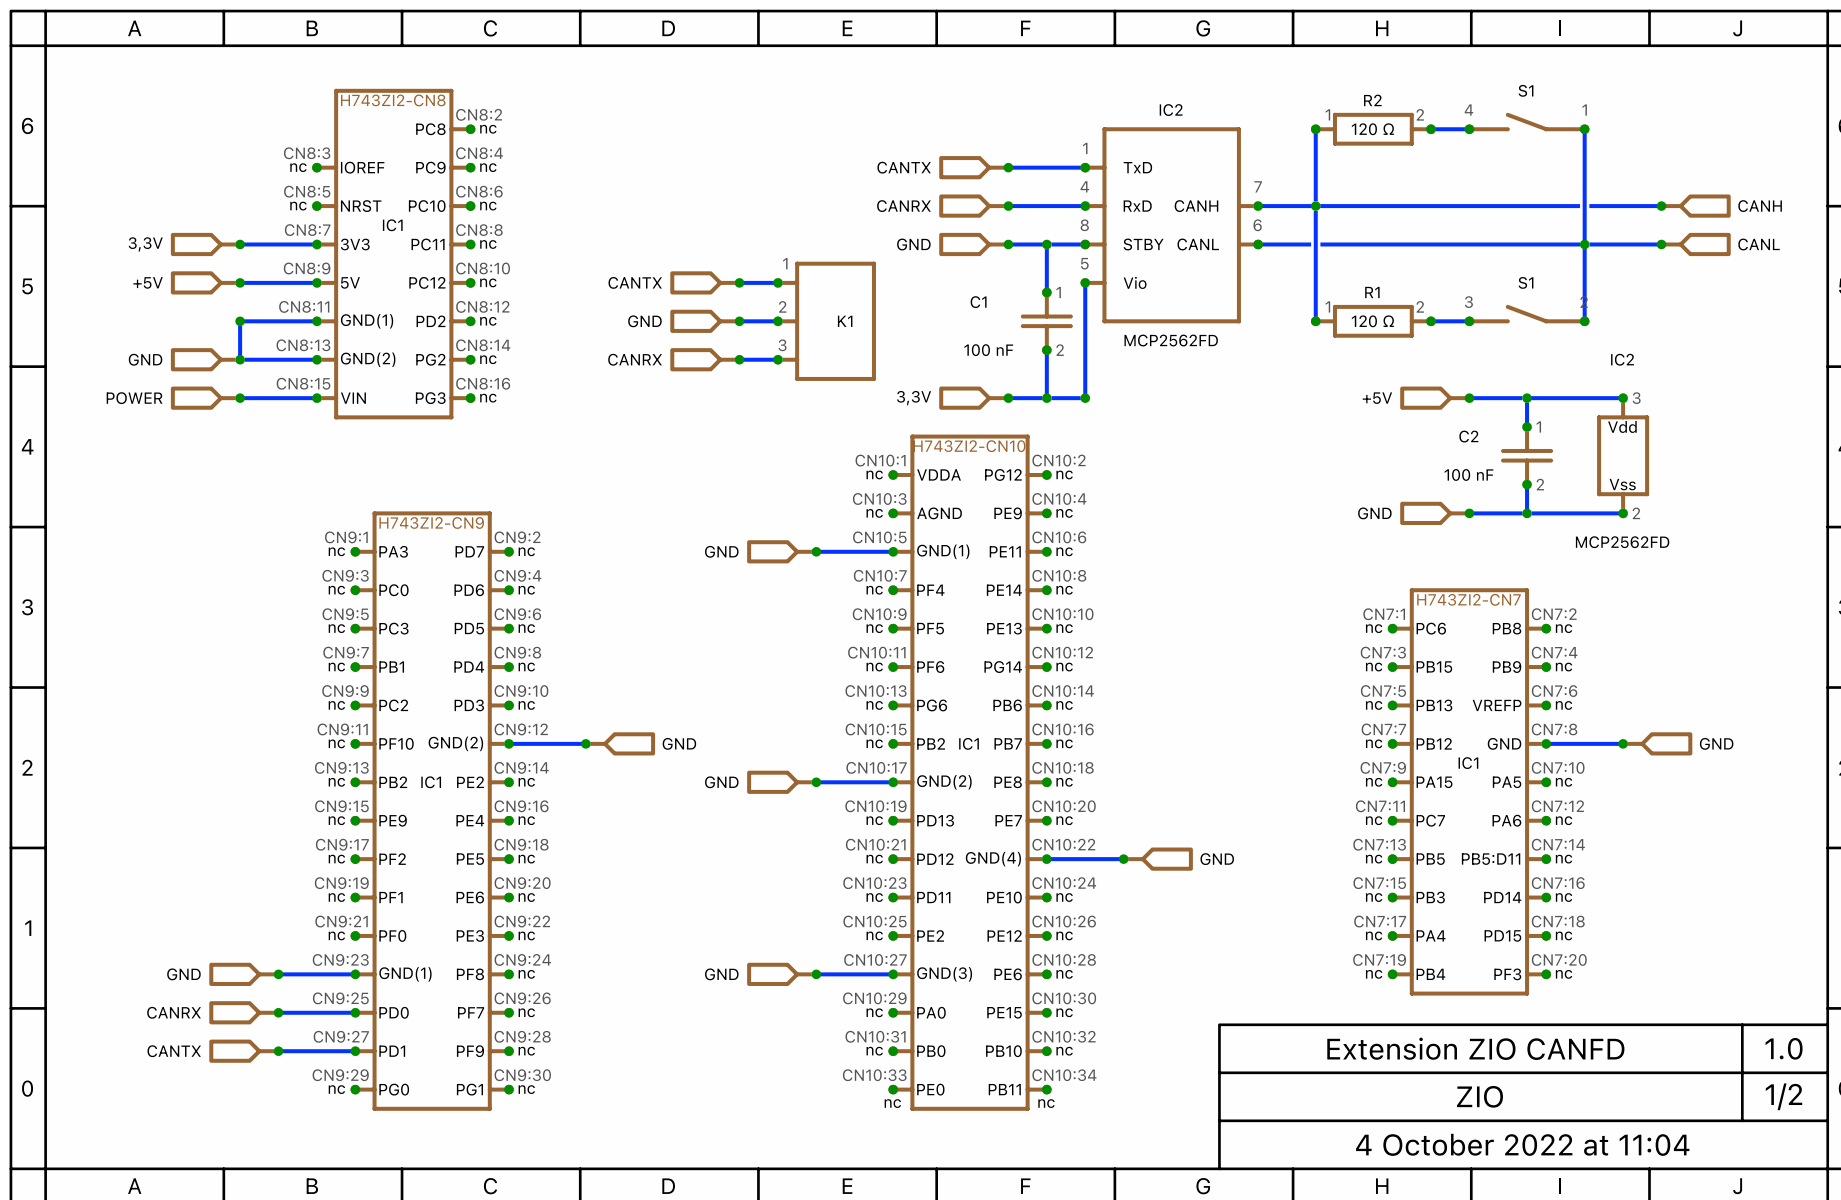 A B C D E F G H I J
6
5
4
3
2
1
0
H743ZI2-CN8
CN8:2
PC8 nc
CN8:3 CN8:4
nc IOREF PC9 nc
CN8:5 CN8:6
nc NRST PC10 nc
IC1
CN8:7 CN8:8
3,3V 3V3 PC11 nc
CN8:9 CN8:10
+5V 5V PC12 nc
CN8:11 CN8:12
GND(1) PD2 nc
CN8:13 CN8:14
GND GND(2) PG2 nc
CN8:15 CN8:16
POWER VIN PG3 nc
CANTX 1
GND 2 K1
CANRX 3
IC2
CANTX 1 TxD
CANRX 4 RxD CANH 7
GND 8 STBY CANL 6
5 Vio
MCP2562FD
C1 1
100 nF 2
3,3V
R2 S1
1 120 Ω 2 4 1
CANH
CANL
R1 S1
1 120 Ω 2 3 2
IC2
+5V 3
Vdd
C2 1
100 nF 2
Vss
GND 2
MCP2562FD
H743ZI2-CN9
CN9:1 CN9:2
nc PA3 PD7 nc
CN9:3 CN9:4
nc PC0 PD6 nc
CN9:5 CN9:6
nc PC3 PD5 nc
CN9:7 CN9:8
nc PB1 PD4 nc
CN9:9 CN9:10
nc PC2 PD3 nc
CN9:11 CN9:12
nc PF10 GND(2) GND
CN9:13 CN9:14
nc PB2 IC1 PE2 nc
CN9:15 CN9:16
nc PE9 PE4 nc
CN9:17 CN9:18
nc PF2 PE5 nc
CN9:19 CN9:20
nc PF1 PE6 nc
CN9:21 CN9:22
nc PF0 PE3 nc
CN9:23 CN9:24
GND GND(1) PF8 nc
CN9:25 CN9:26
CANRX PD0 PF7 nc
CN9:27 CN9:28
CANTX PD1 PF9 nc
CN9:29 CN9:30
nc PG0 PG1 nc
H743ZI2-CN10
CN10:1 CN10:2
nc VDDA PG12 nc
CN10:3 CN10:4
nc AGND PE9 nc
CN10:5 CN10:6
GND GND(1) PE11 nc
CN10:7 CN10:8
nc PF4 PE14 nc
CN10:9 CN10:10
nc PF5 PE13 nc
CN10:11 CN10:12
nc PF6 PG14 nc
CN10:13 CN10:14
nc PG6 PB6 nc
CN10:15 CN10:16
nc PB2 IC1 PB7 nc
CN10:17 CN10:18
GND GND(2) PE8 nc
CN10:19 CN10:20
nc PD13 PE7 nc
CN10:21 CN10:22
nc PD12 GND(4) GND
CN10:23 CN10:24
nc PD11 PE10 nc
CN10:25 CN10:26
nc PE2 PE12 nc
CN10:27 CN10:28
GND GND(3) PE6 nc
CN10:29 CN10:30
nc PA0 PE15 nc
CN10:31 CN10:32
nc PB0 PB10 nc
CN10:33 CN10:34
PE0 PB11
nc nc
H743ZI2-CN7
CN7:1 CN7:2
nc PC6 PB8 nc
CN7:3 CN7:4
nc PB15 PB9 nc
CN7:5 CN7:6
nc PB13 VREFP nc
CN7:7 CN7:8
nc PB12 GND GND
IC1
CN7:9 CN7:10
nc PA15 PA5 nc
CN7:11 CN7:12
nc PC7 PA6 nc
CN7:13 CN7:14
nc PB5 PB5:D11 nc
CN7:15 CN7:16
nc PB3 PD14 nc
CN7:17 CN7:18
nc PA4 PD15 nc
CN7:19 CN7:20
nc PB4 PF3 nc
Extension ZIO CANFD 1.0
ZIO 1/2
4 October 2022 at 11:04
A B C D E F G H I J